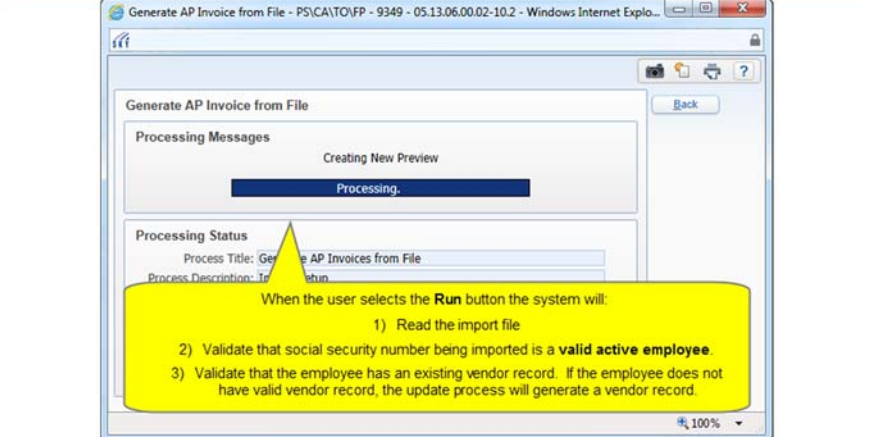 Generate AP Invoice from File - PS\CA\TO\FP - 9349 - 05.13.06.00.02-10.2 - Windows Internet Explo...
Generate AP Invoice from File
Back
Processing Messages
Creating New Preview
Processing.
Processing Status
Process Title: Ge e AP Invoices from File
Process Description:
When the user selects the Run button the system will:
1) Read the import file
2) Validate that social security number being imported is a valid active employee.
3) Validate that the employee has an existing vendor record. If the employee does not
have valid vendor record, the update process will generate a vendor record.
100%